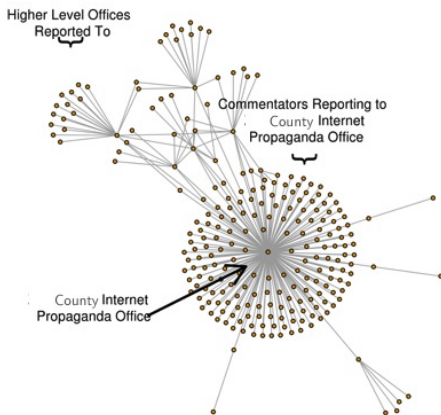 Higher Level Offices
Reported To
Commentators Reporting to
County Internet
Propaganda Office
County Internet
Propaganda Office